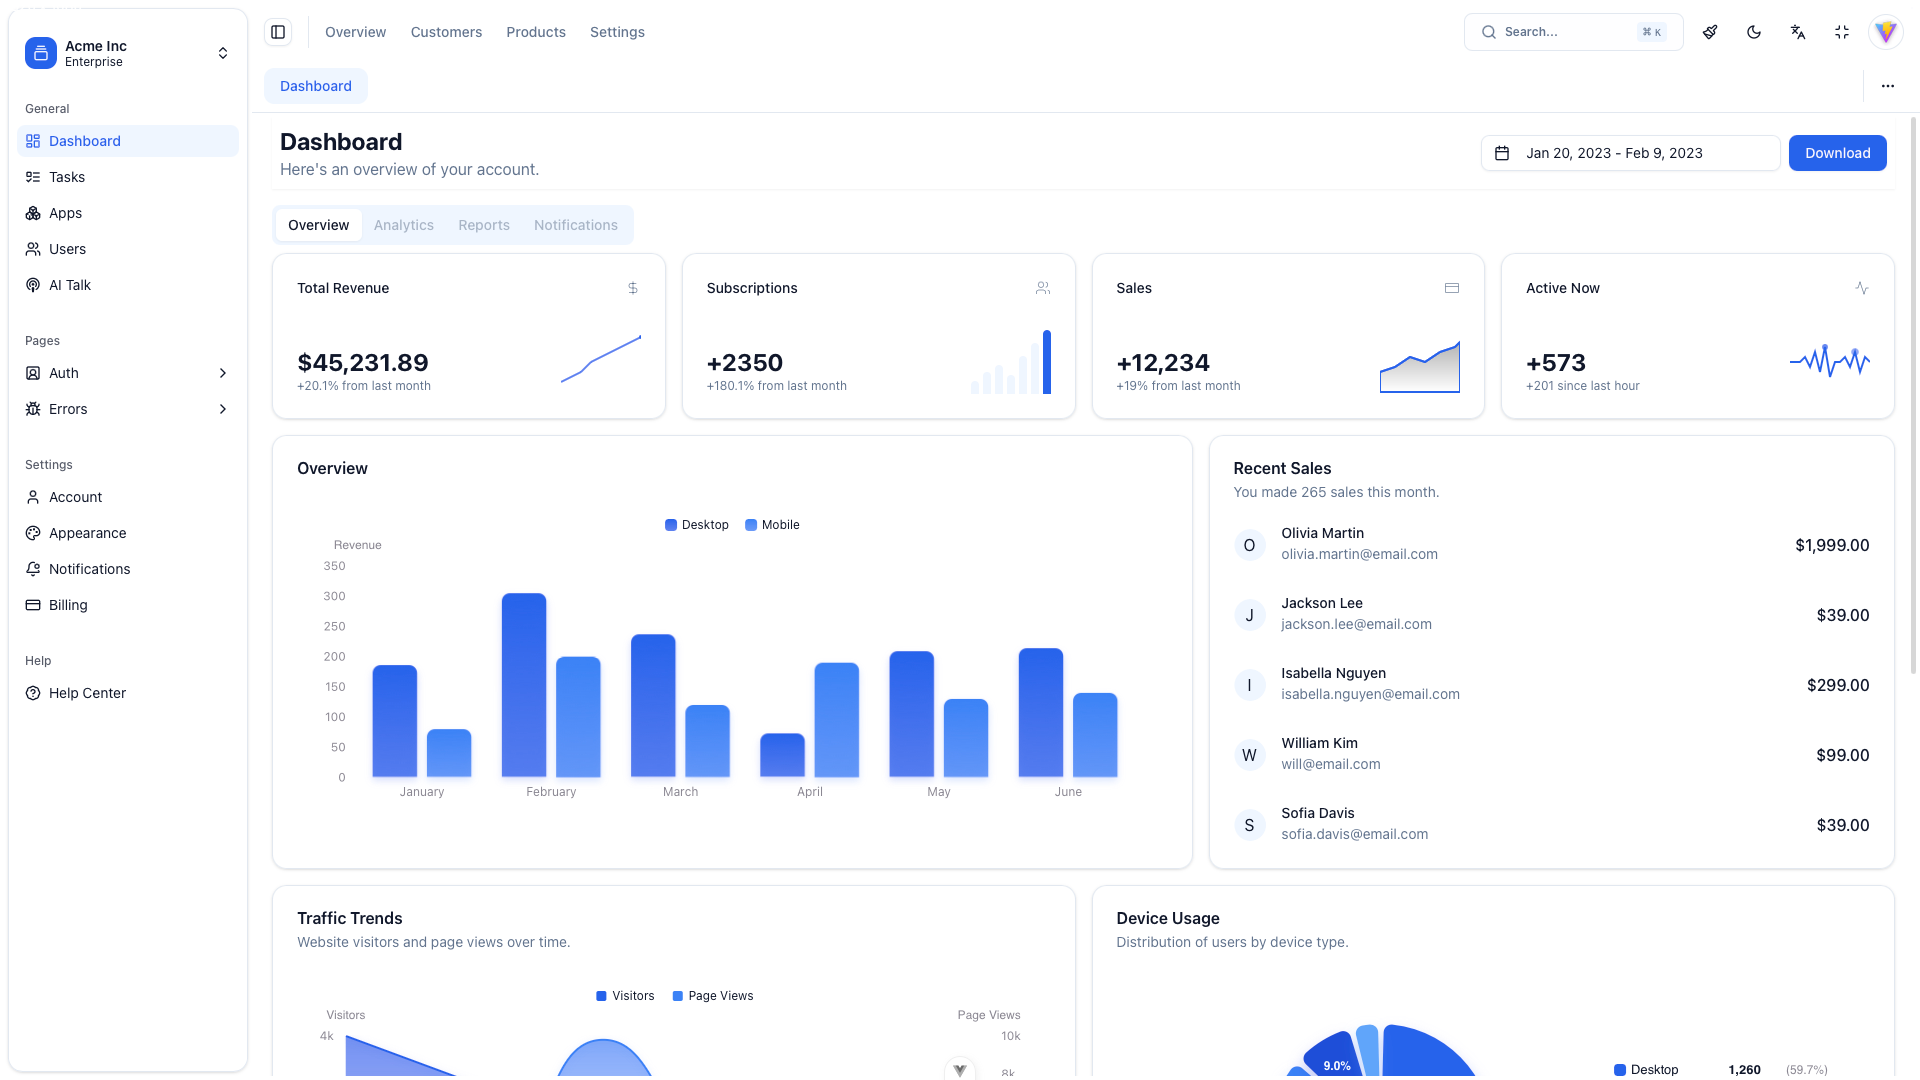 Acme Inc
Enterprise
General
Dashboard
Tasks
Apps
Users
AI Talk
Pages
Auth
Errors
Settings
Account
Appearance
Notifications
Billing
Help
Help Center
Overview Customers Products Settings
Search... ⌘ K
Dashboard
Dashboard
Here's an overview of your account.
Jan 20, 2023 - Feb 9, 2023
Download
Overview Analytics Reports Notifications
Total Revenue
$45,231.89
+20.1% from last month
Subscriptions
+2350
+180.1% from last month
Sales
+12,234
+19% from last month
Active Now
+573
+201 since last hour
Overview
Desktop Mobile
Revenue
350
300
250
200
150
100
50
0
January February March April May June
Recent Sales
You made 265 sales this month.
O
Olivia Martin
olivia.martin@email.com
$1,999.00
J
Jackson Lee
jackson.lee@email.com
$39.00
I
Isabella Nguyen
isabella.nguyen@email.com
$299.00
W
William Kim
will@email.com
$99.00
S
Sofia Davis
sofia.davis@email.com
$39.00
Traffic Trends
Website visitors and page views over time.
Visitors Page Views
Visitors
Page Views
4k
10k
8k
Device Usage
Distribution of users by device type.
9.0%
Desktop 1,260 (59.7%)